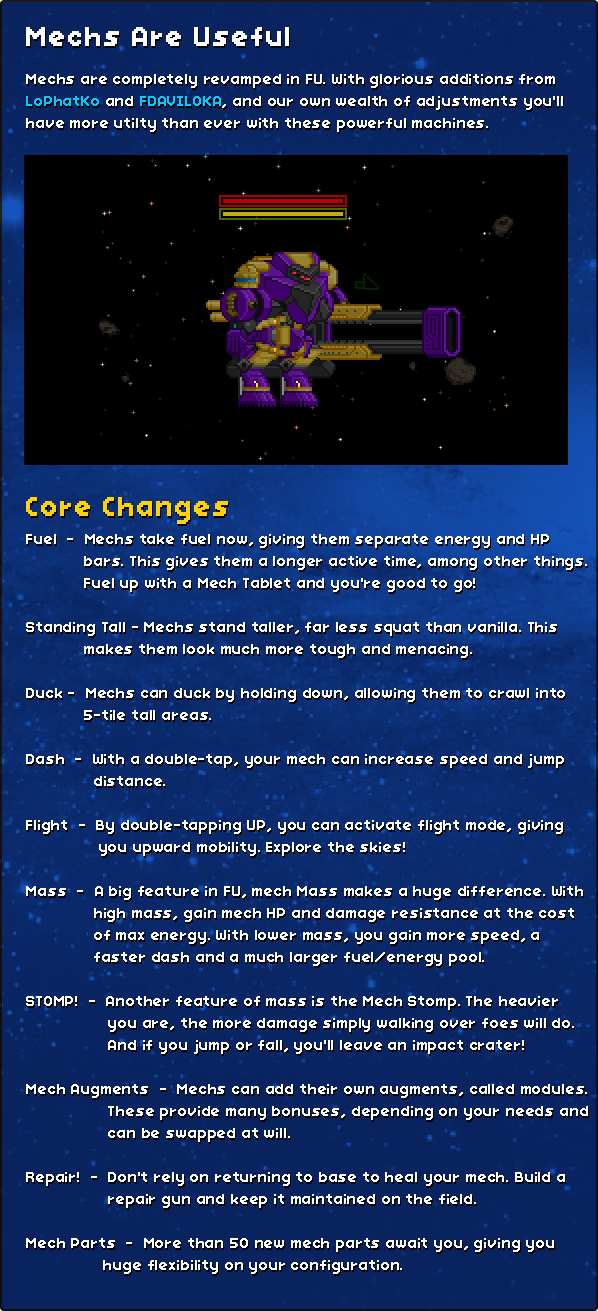 Mechs Are Useful
Mechs are completely revamped in FU. With glorious additions from
LoPhatKo and FDAVILOKA, and our own wealth of adjustments you'll
have more utilty than ever with these powerful machines.
Core Changes
Fuel - Mechs take fuel now, giving them separate energy and HP
bars. This gives them a longer active time, among other things.
Fuel up with a Mech Tablet and you're good to go!
Standing Tall - Mechs stand taller, far less squat than vanilla. This
makes them look much more tough and menacing.
Duck - Mechs can duck by holding down, allowing them to crawl into
5-tile tall areas.
Dash - With a double-tap, your mech can increase speed and jump
distance.
Flight - By double-tapping UP, you can activate flight mode, giving
you upward mobility. Explore the skies!
Mass - A big feature in FU, mech Mass makes a huge difference. With
high mass, gain mech HP and damage resistance at the cost
of max energy. With lower mass, you gain more speed, a
faster dash and a much larger fuel/energy pool.
STOMP! - Another feature of mass is the Mech Stomp. The heavier
you are, the more damage simply walking over foes will do.
And if you jump or fall, you'll leave an impact crater!
Mech Augments - Mechs can add their own augments, called modules.
These provide many bonuses, depending on your needs and
can be swapped at will.
Repair! - Don't rely on returning to base to heal your mech. Build a
repair gun and keep it maintained on the field.
Mech Parts - More than 50 new mech parts await you, giving you
huge flexibility on your configuration.